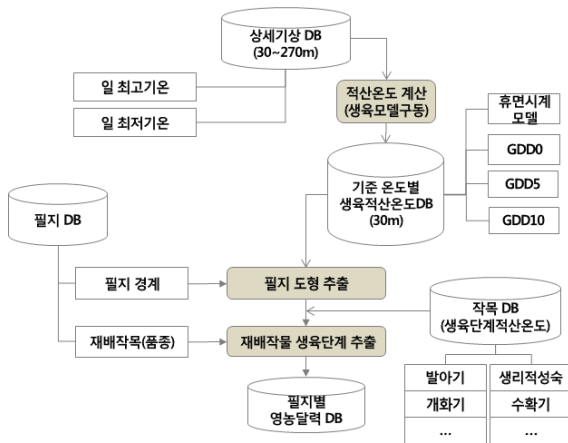 상세기상 DB
(30~270m)
일 최고기온
일 최저기온
적산온도 계산
(생육모델구동)
휴면시계
모델
GDD0
GDD5
GDD10
기준 온도별
생육적산온도DB
(30m)
필지 DB
필지 경계
필지 도형 추출
작목 DB
(생육단계적산온도)
재배작목(품종)
재배작물 생육단계 추출
발아기
생리적성숙
개화기
수확기
...
...
필지별
영농달력 DB